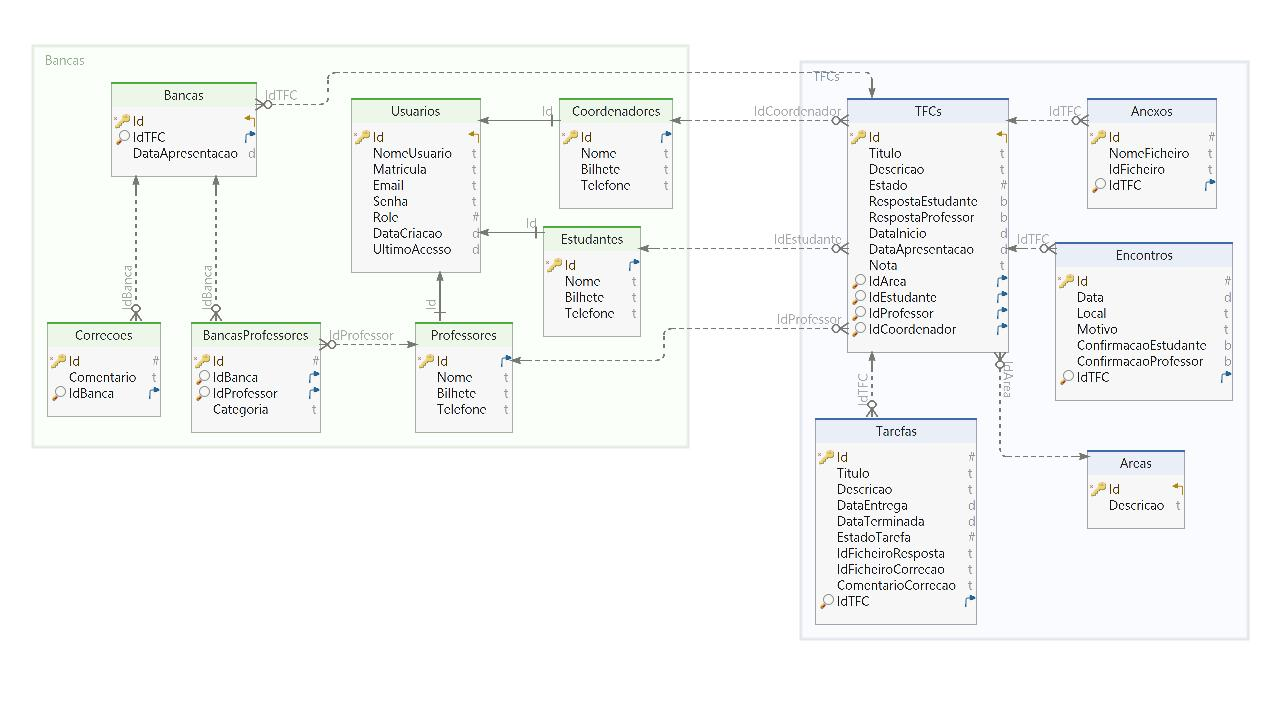 Bancas
Bancas
Id
IdTFC
DataApresentacao d
IdTFC
Usuarios
Id
NomeUsuario t
Matricula t
Email t
Senha t
Role #
DataCriacao d
UltimoAcesso d
Id
Coordenadores
Id
Nome t
Bilhete t
Telefone t
Id
Estudantes
Id
Nome t
Bilhete t
Telefone t
IdBanca
IdBanca
Id
Correcoes
Id #
Comentario t
IdBanca
BancasProfessores
Id #
IdBanca
IdProfessor
Categoria t
IdProfessor
Professores
Id
Nome t
Bilhete t
Telefone t
IdCoordenador
IdEstudante
IdProfessor
TFCs
TFCs
Id
Titulo t
Descricao t
Estado #
RespostaEstudante b
RespostaProfessor b
DataInicio d
DataApresentacao d
Nota t
IdArea
IdEstudante
IdProfessor
IdCoordenador
IdTFC
Anexos
Id #
NomeFicheiro t
IdFicheiro t
IdTFC
IdTFC
Encontros
Id #
Data d
Local t
Motivo t
ConfirmacaoEstudante b
ConfirmacaoProfessor b
IdTFC
IdTFC
IdArea
Tarefas
Id #
Titulo t
Descricao t
DataEntrega d
DataTerminada d
EstadoTarefa #
IdFicheiroResposta t
IdFicheiroCorrecao t
ComentarioCorrecao t
IdTFC
Areas
Id
Descricao t